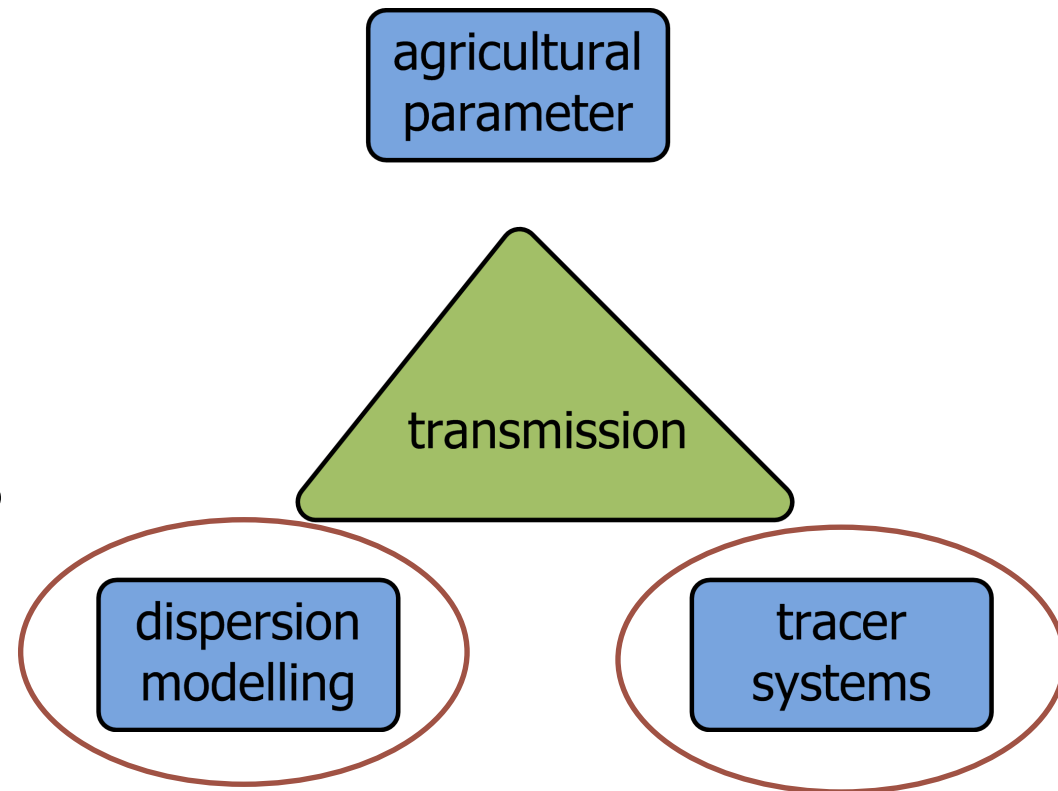 agricultural
parameter
transmission
dispersion
modelling
tracer
systems